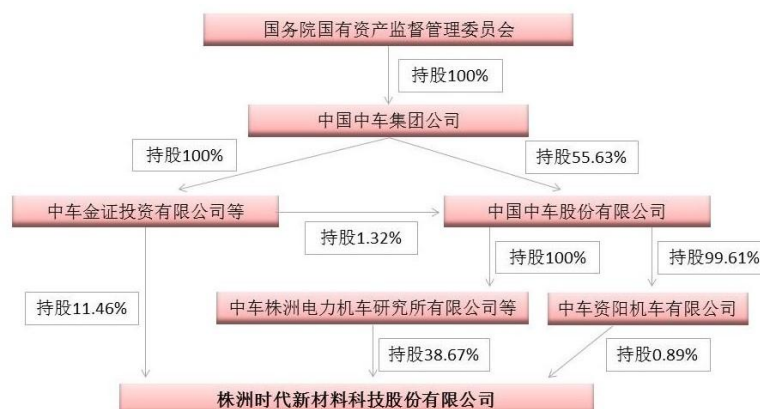 国务院国有资产监督管理委员会
持股100%
中国中车集团公司
持股100%
持股55.63%
中车金证投资有限公司等
中国中车股份有限公司
持股1.32%
持股100%
持股99.61%
持股11.46%
中车株洲电力机车研究所有限公司等
中车资阳机车有限公司
持股38.67%
持股0.89%
株洲时代新材料科技股份有限公司